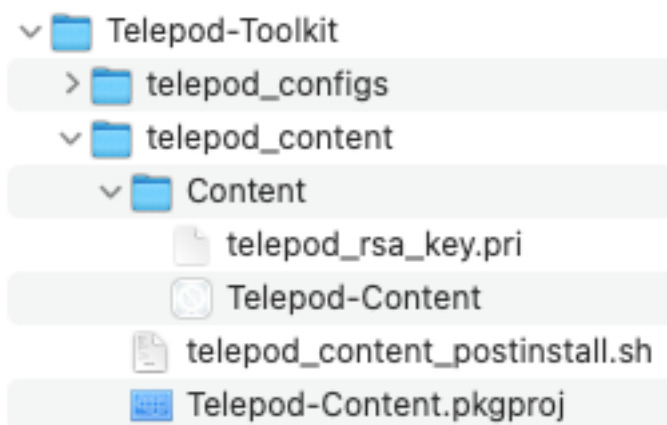 Telepod-Toolkit
telepod_configs
telepod_content
Content
telepod_rsa_key.pri
Telepod-Content
telepod_content_postinstall.sh
Telepod-Content.pkgproj